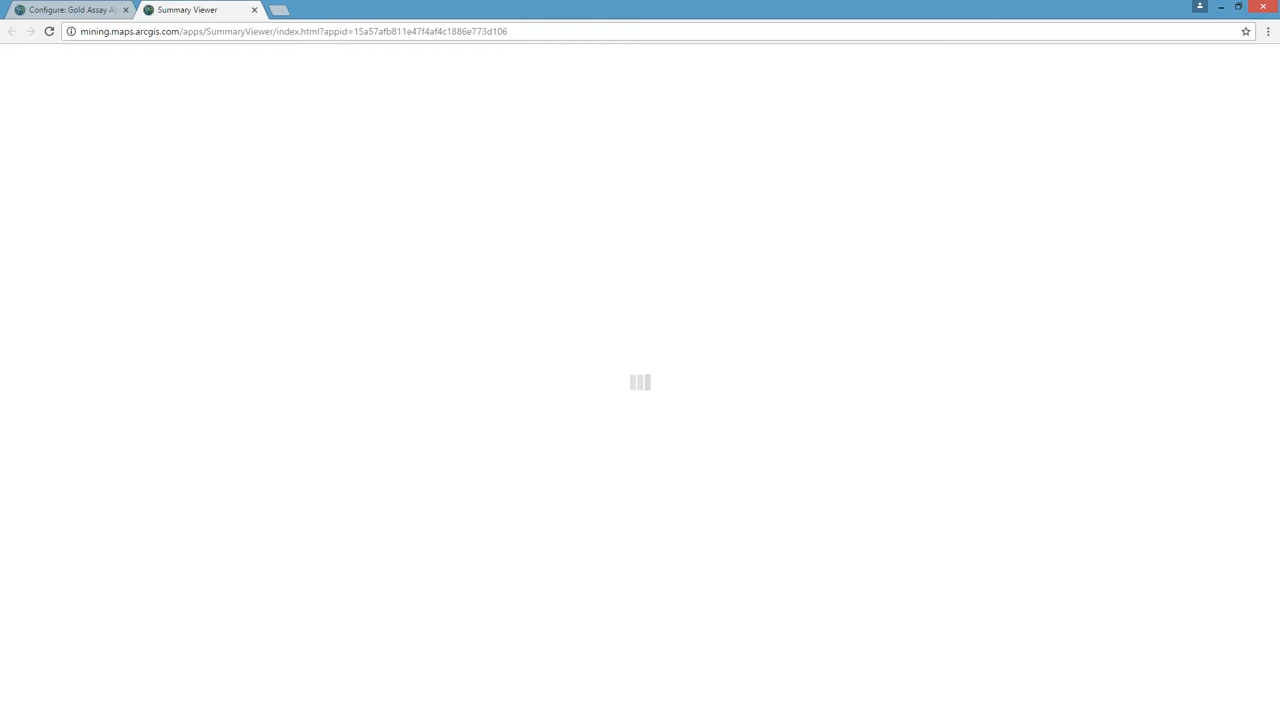 Configure: Gold Assay A
Summary Viewer
mining.maps.arcgis.com/apps/SummaryViewer/index.html?appid=15a57afb811e47f4af4c1886e773d106